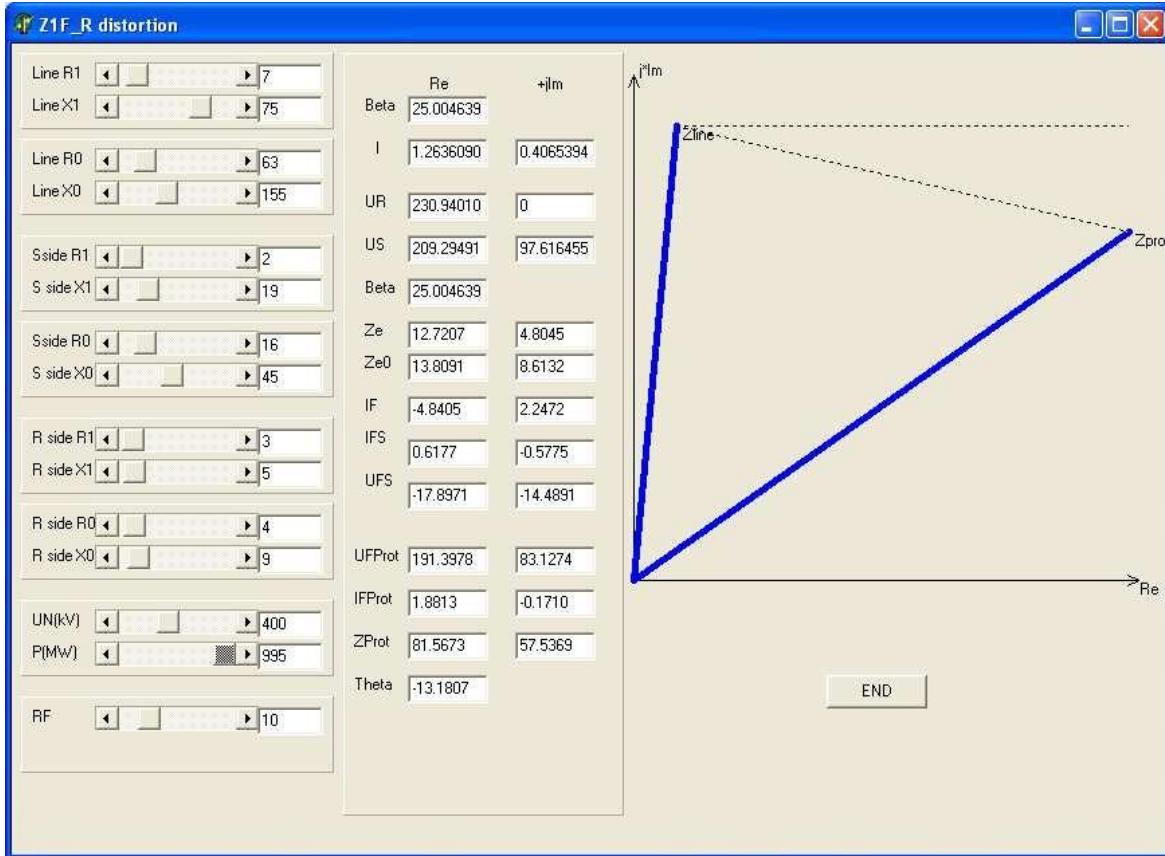 Z1F_R distortion
Line R1 7
Line X1 75
Line R0 63
Line X0 155
Sside R1 2
S side X1 19
Sside R0 16
S side X0 45
R side R1 3
R side X1 5
R side R0 4
R side X0 9
UN(kV) 400
P(MW) 995
RF 10
Re +jIm
Beta 25.004639
I 1.2636090 0.4065394
UR 230.94010 0
US 209.29491 97.616455
Beta 25.004639
Ze 12.7207 4.8045
Ze0 13.8091 8.6132
IF -4.8405 2.2472
IFS 0.6177 -0.5775
UFS -17.8971 -14.4891
UFProt 191.3978 83.1274
IFProt 1.8813 -0.1710
ZProt 81.5673 57.5369
Theta -13.1807
j*Im
Zline
Zpro
Re
END